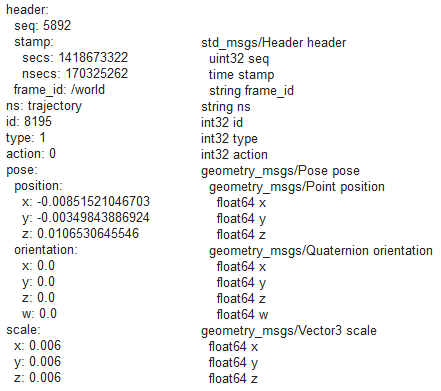 header:
seq: 5892
stamp:
secs: 1418673322
nsecs: 170325262
frame_id: /world
ns: trajectory
id: 8195
type: 1
action: 0
pose:
position:
x: -0.00851521046703
y: -0.00349843886924
z: 0.0106530645546
orientation:
x: 0.0
y: 0.0
z: 0.0
w: 0.0
scale:
x: 0.006
y: 0.006
z: 0.006
std_msgs/Header header
uint32 seq
time stamp
string frame_id
string ns
int32 id
int32 type
int32 action
geometry_msgs/Pose pose
geometry_msgs/Point position
float64 x
float64 y
float64 z
geometry_msgs/Quaternion orientation
float64 x
float64 y
float64 z
float64 w
geometry_msgs/Vector3 scale
float64 x
float64 y
float64 z